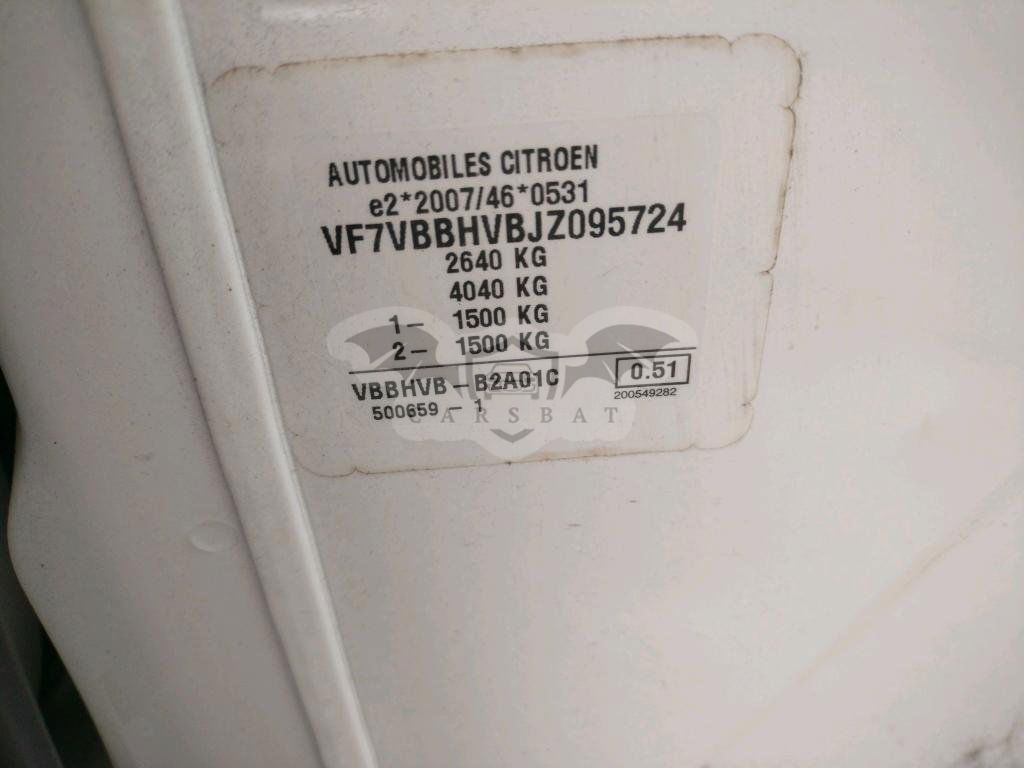 AUTOMOBILES CITROEN
e2*2007/46*0531
VF7VBBHVBJZ095724
2640 KG
4040 KG
1- 1500 KG
2- 1500 KG
VBBHVB-B2A01C 0.51
500659-1 200549282
CARSBAT